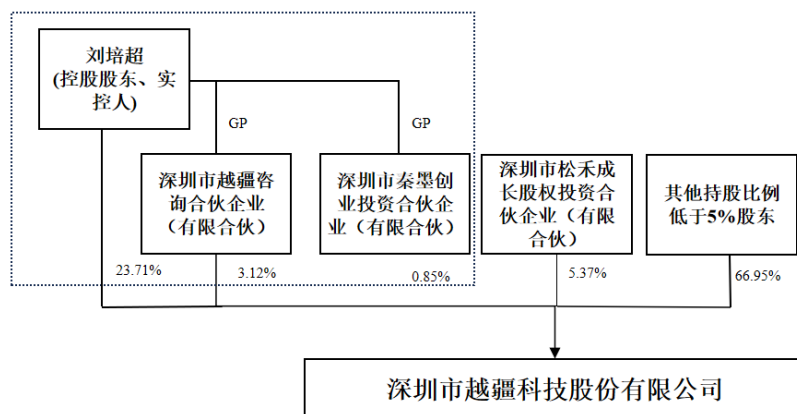 刘培超
(控股股东、实
控人)
GP
GP
深圳市越疆咨
询合伙企业
（有限合伙）
深圳市秦墨创
业投资合伙企
业（有限合伙）
深圳市松禾成
长股权投资合
伙企业（有限
合伙）
其他持股比例
低于5%股东
23.71%
3.12%
0.85%
5.37%
66.95%
深圳市越疆科技股份有限公司